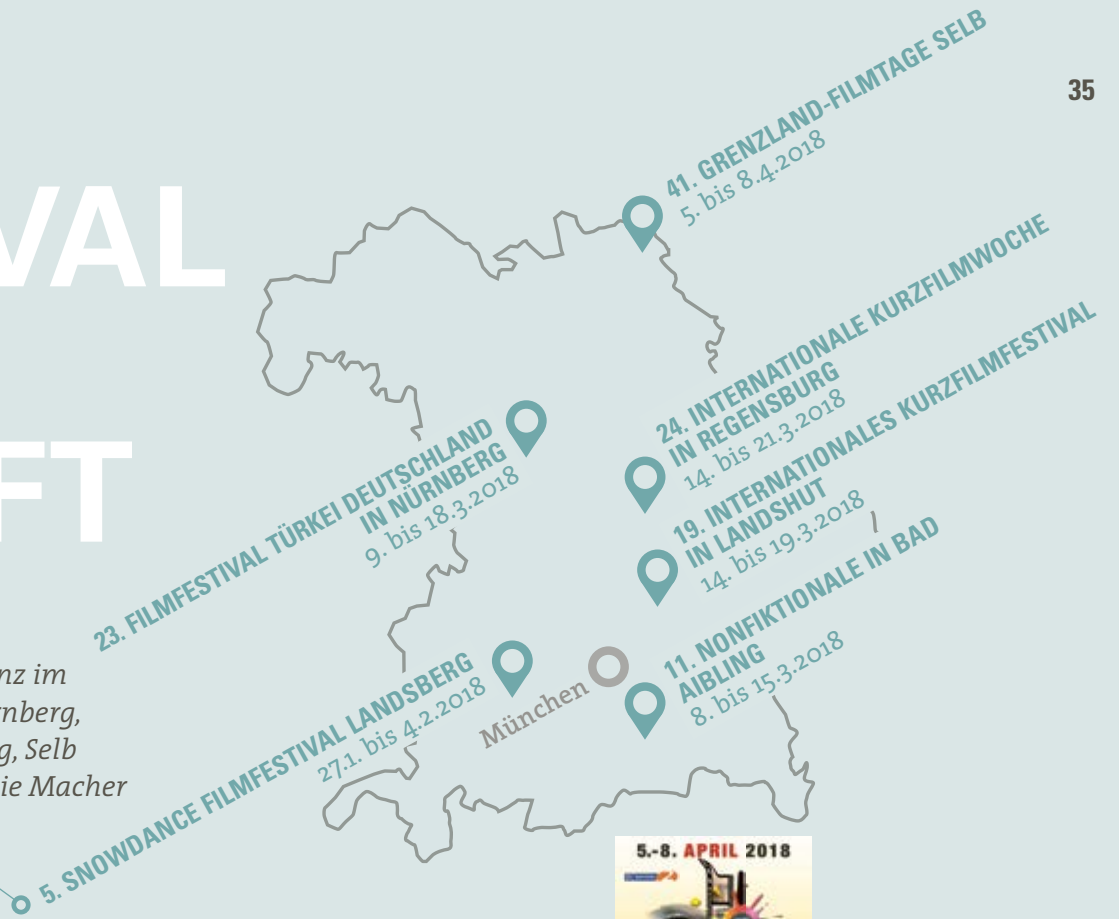 35
VAL
FT
nz im
rnberg,
g, Selb
ie Macher
41. GRENZLAND-FILMTAGE SELB
5. bis 8.4.2018
24. INTERNATIONALE KURZFILMWOCHE
IN REGENSBURG
14. bis 21.3.2018
23. FILMFESTIVAL TÜRKEI DEUTSCHLAND
IN NÜRNBERG
9. bis 18.3.2018
19. INTERNATIONALES KURZFILMFESTIVAL
IN LANDSHUT
14. bis 19.3.2018
11. NONFIKTIONALE IN BAD
AIBLING
8. bis 15.3.2018
München
5. SNOWDANCE FILMFESTIVAL LANDSBERG
27.1. bis 4.2.2018
5.-8. APRIL 2018